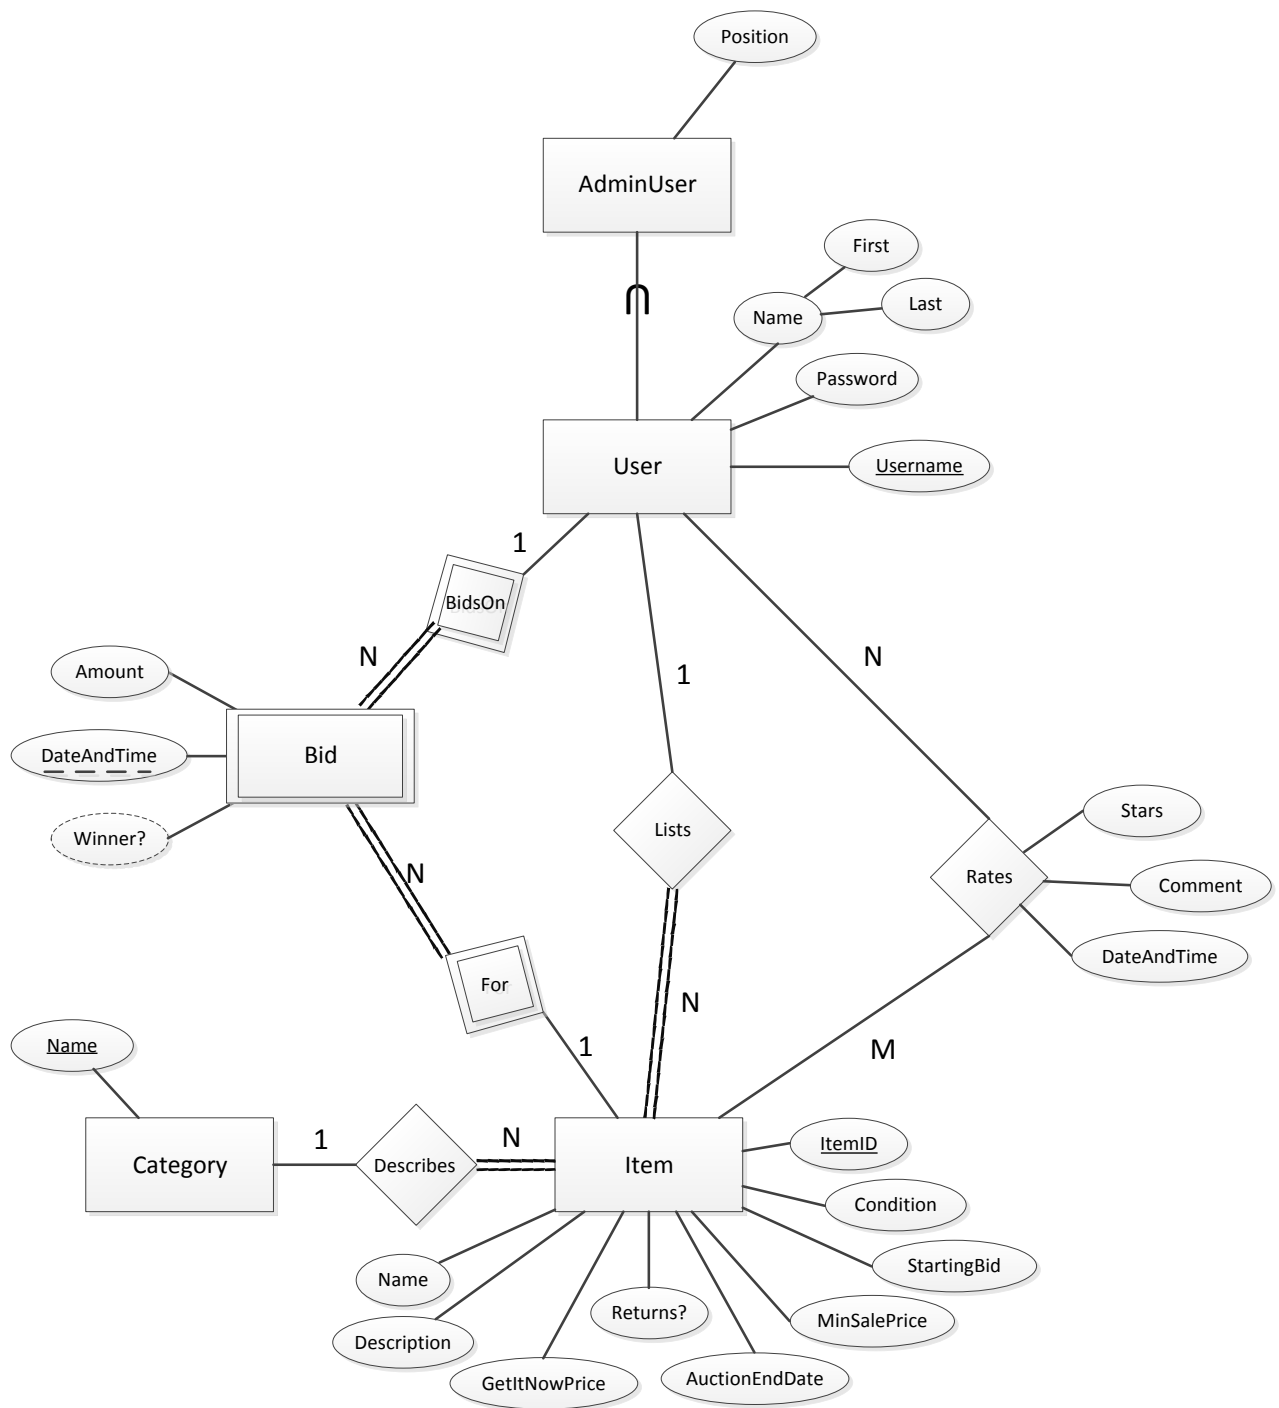 Position
AdminUser
First
Last
Name
Password
User
Username
1
BidsOn
N
1
N
Amount
DateAndTime
Bid
Winner?
N
Lists
Stars
Rates
Comment
DateAndTime
For
N
1
M
Name
Category
1
Describes
N
Item
ItemID
Condition
StartingBid
Name
Returns?
MinSalePrice
Description
GetItNowPrice
AuctionEndDate